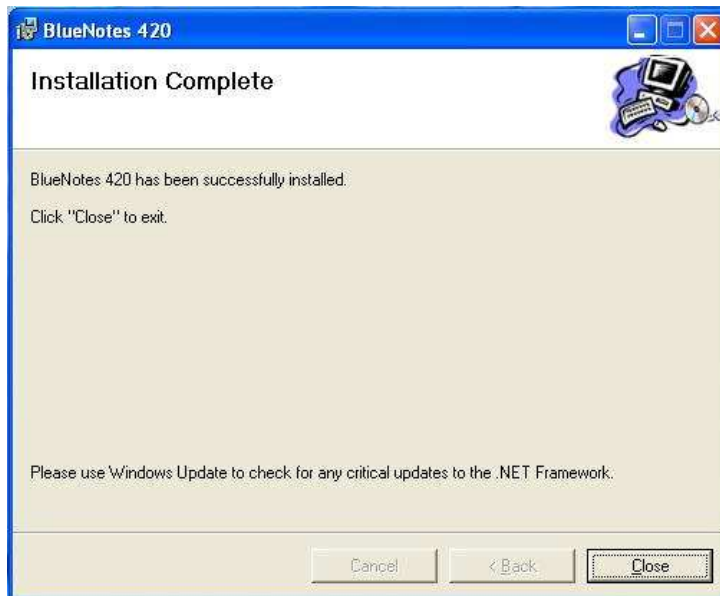 BlueNotes 420
Installation Complete
BlueNotes 420 has been successfully installed.
Click "Close" to exit.
Please use Windows Update to check for any critical updates to the .NET Framework.
Cancel
< Back
Close